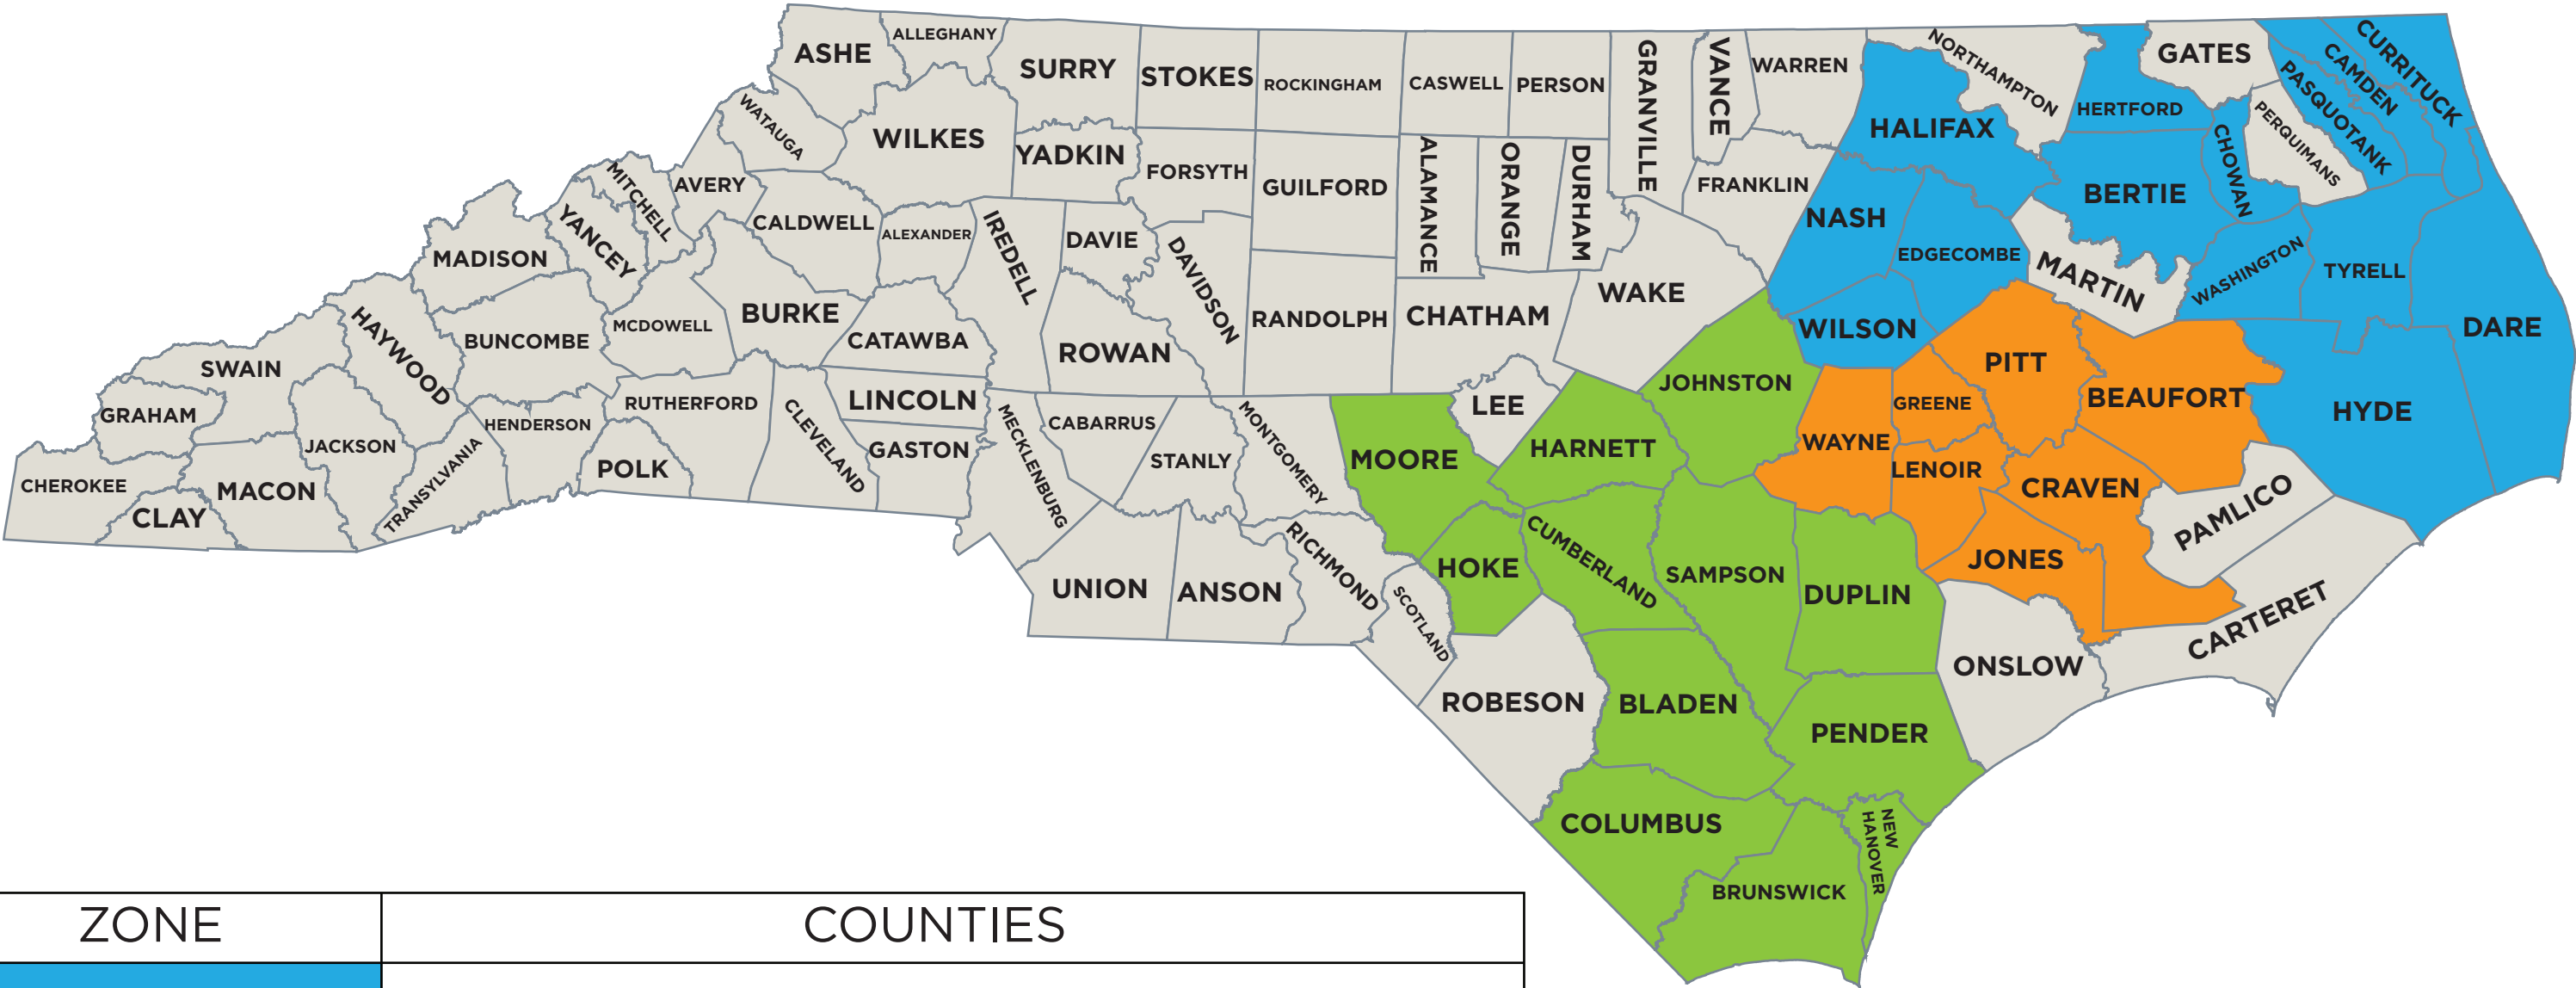 ASHE
ALLEGHANY
SURRY
STOKES
ROCKINGHAM
CASWELL
PERSON
GRANVILLE
VANCE
WARREN
NORTHAMPTON
GATES
CURRITUCK
CAMDEN
PASQUOTANK
HERTFORD
PERQUIMANS
CHOWAN
HALIFAX
BERTIE
WATAUGA
WILKES
YADKIN
FORSYTH
GUILFORD
ALAMANCE
ORANGE
DURHAM
FRANKLIN
NASH
EDGECOMBE
MARTIN
WASHINGTON
TYRELL
DARE
MITCHELL
AVERY
YANCEY
MADISON
CALDWELL
ALEXANDER
IREDELL
DAVIE
DAVIDSON
RANDOLPH
CHATHAM
WAKE
WILSON
HAYWOOD
BUNCOMBE
MCDOWELL
BURKE
CATAWBA
ROWAN
JOHNSTON
PITT
BEAUFORT
HYDE
SWAIN
GRAHAM
JACKSON
HENDERSON
RUTHERFORD
CLEVELAND
LINCOLN
GASTON
MECKLENBURG
CABARRUS
STANLY
MONTGOMERY
MOORE
LEE
HARNETT
WAYNE
GREENE
LENOIR
CRAVEN
PAMLICO
CHEROKEE
CLAY
MACON
TRANSYLVANIA
POLK
UNION
ANSON
RICHMOND
SCOTLAND
HOKE
CUMBERLAND
SAMPSON
DUPLIN
JONES
CARTERET
ONSLOW
ROBESON
BLADEN
PENDER
COLUMBUS
BRUNSWICK
NEW
HANOVER
ZONE
COUNTIES